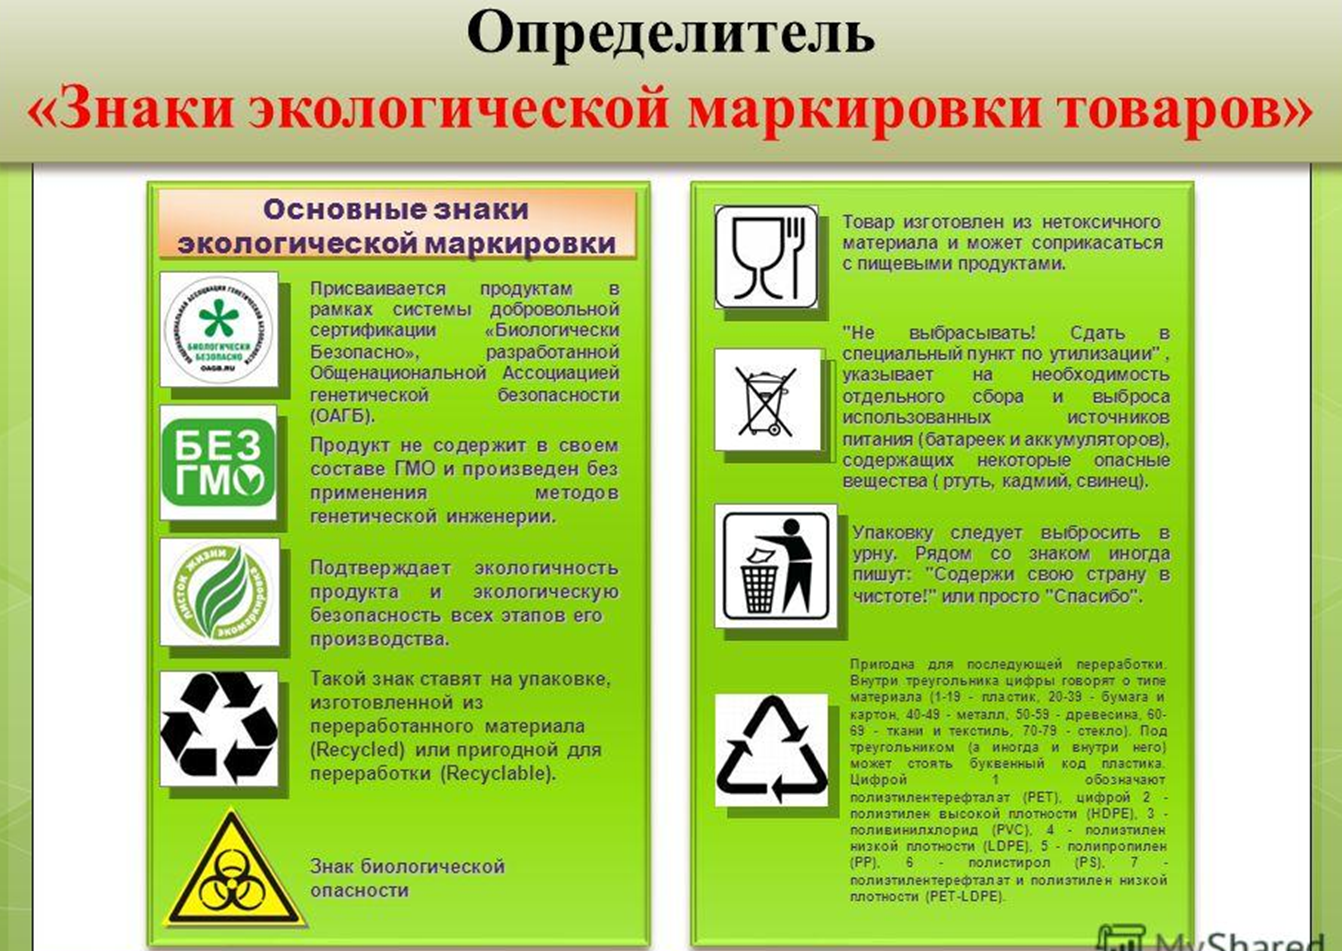 Определитель
«Знаки экологической маркировки товаров»
Основные знаки
экологической маркировки
ОБЩЕНАЦИОНАЛЬНАЯ АССОЦИАЦИЯ ГЕНЕТИЧЕСКОЙ БЕЗОПАСНОСТИ
БИОЛОГИЧЕСКИ
БЕЗОПАСНО
OAGB.RU
Присваивается продуктам в
рамках системы добровольной
сертификации «Биологически
Безопасно», разработанной
Общенациональной Ассоциацией
генетической безопасности
(ОАГБ).
БЕЗ
ГМО
Продукт не содержит в своем
составе ГМО и произведен без
применения методов
генетической инженерии.
ЛИСТОК ЖИЗНИ
экомаркировка
Подтверждает экологичность
продукта и экологическую
безопасность всех этапов его
производства.
Такой знак ставят на упаковке,
изготовленной из
переработанного материала
(Recycled) или пригодной для
переработки (Recyclable).
Знак биологической
опасности
Товар изготовлен из нетоксичного
материала и может соприкасаться
с пищевыми продуктами.
"Не выбрасывать! Сдать в
специальный пункт по утилизации" ,
указывает на необходимость
отдельного сбора и выброса
использованных источников
питания (батареек и аккумуляторов),
содержащих некоторые опасные
вещества ( ртуть, кадмий, свинец).
Упаковку следует выбросить в
урну. Рядом со знаком иногда
пишут: "Содержи свою страну в
чистоте!" или просто "Спасибо".
Пригодна для последующей переработки.
Внутри треугольника цифры говорят о типе
материала (1-19 - пластик, 20-39 - бумага и
картон, 40-49 - металл, 50-59 - древесина, 60-
69 - ткани и текстиль, 70-79 - стекло). Под
треугольником (а иногда и внутри него)
может стоять буквенный код пластика.
Цифрой 1 обозначают
полиэтилентерефталат (PET), цифрой 2 -
полиэтилен высокой плотности (HDPE), 3 -
поливинилхлорид (PVC), 4 - полиэтилен
низкой плотности (LDPE), 5 - полипропилен
(PP), 6 - полистирол (PS), 7 -
полиэтилентерефталат и полиэтилен низкой
плотности (PET-LDPE).
MyShared